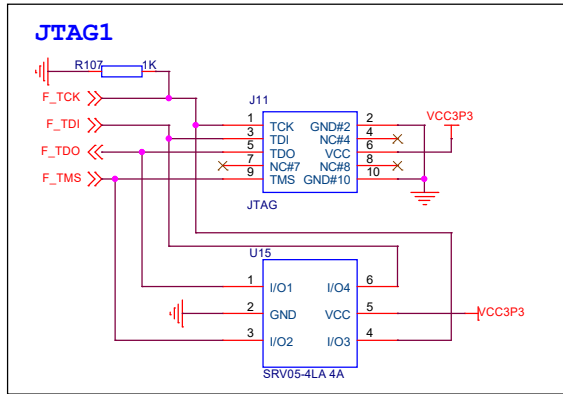 JTAG1
R107 1K
F_TCK
F_TDI
F_TDO
F_TMS
J11
1 TCK GND#2 2
3 TDI NC#4 4
5 TDO VCC 6
7 NC#7 NC#8 8
9 TMS GND#10 10
JTAG
VCC3P3
U15
1 I/O1 I/O4 6
2 GND VCC 5
3 I/O2 I/O3 4
VCC3P3
SRV05-4LA 4A